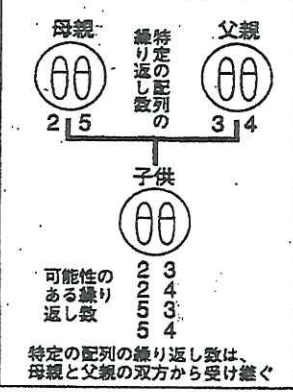 母親
特定の配列の
繰り返し数
父親
2 5
3 4
子供
可能性の
ある繰り
返し数
2 3
2 4
5 3
5 4
特定の配列の繰り返し数は、
母親と父親の双方から受け継ぐ